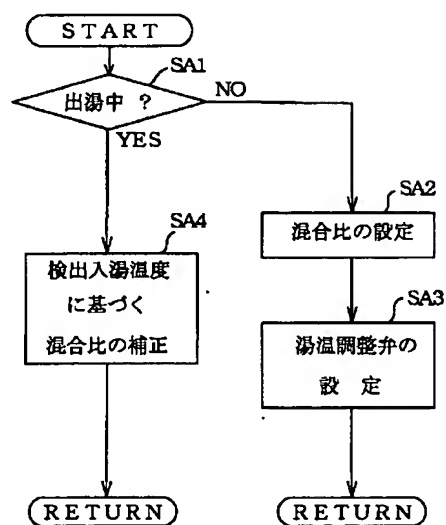 START
SA1
出湯中 ?
NO
YES
SA2
混合比の設定
SA4
検出入湯温度
に基づく
混合比の補正
SA3
湯温調整弁の
設 定
RETURN
RETURN